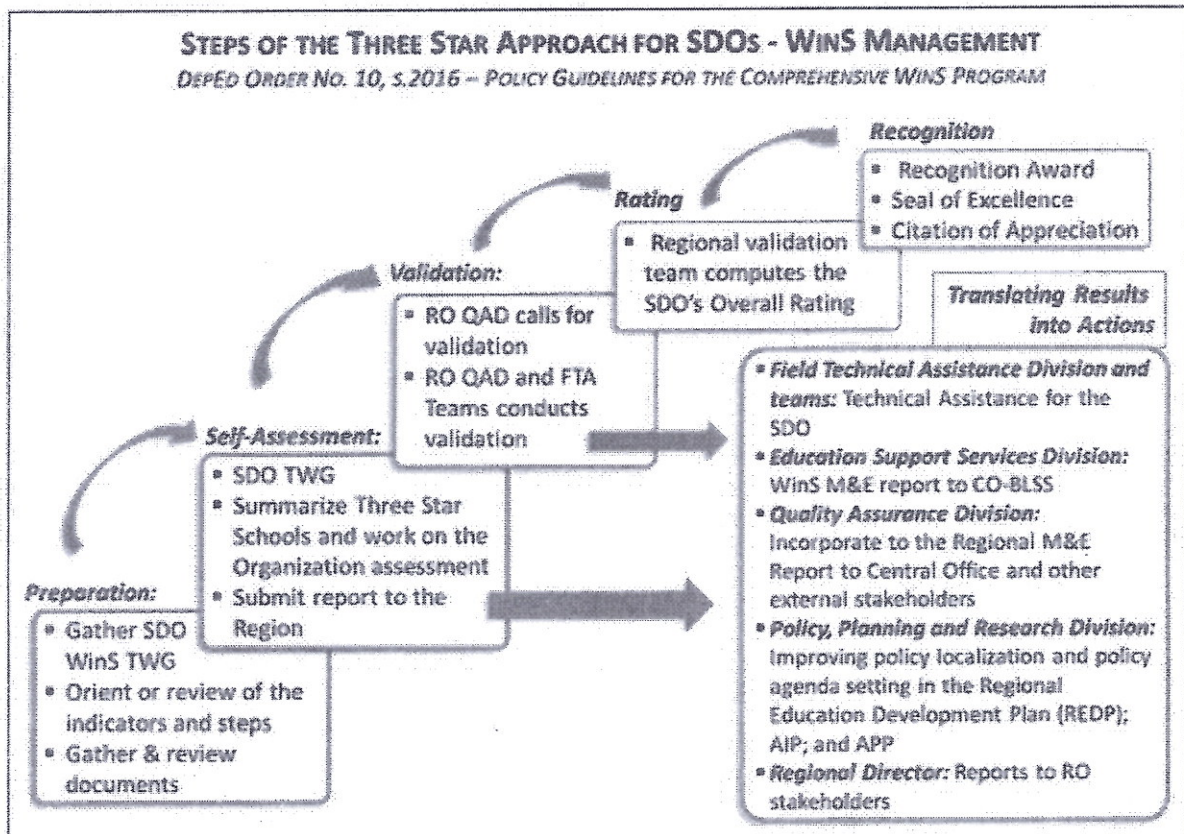 STEPS OF THE THREE STAR APPROACH FOR SDOS - WINS MANAGEMENT
DEPED ORDER NO. 10, S.2016 – POLICY GUIDELINES FOR THE COMPREHENSIVE WINS PROGRAM
Preparation:
▪ Gather SDO
WinS TWG
▪ Orient or review of the
indicators and steps
▪ Gather & review
documents
Self-Assessment:
▪ SDO TWG
▪ Summarize Three Star
Schools and work on the
Organization assessment
▪ Submit report to the
Region
Validation:
▪ RO QAD calls for
validation
▪ RO QAD and FTA
Teams conducts
validation
Rating
▪ Regional validation
team computes the
SDO's Overall Rating
Recognition
▪ Recognition Award
▪ Seal of Excellence
▪ Citation of Appreciation
Translating Results
into Actions
▪ Field Technical Assistance Division and
teams: Technical Assistance for the
SDO
▪ Education Support Services Division:
WinS M&E report to CO-BLSS
▪ Quality Assurance Division:
Incorporate to the Regional M&E
Report to Central Office and other
external stakeholders
▪ Policy, Planning and Research Division:
Improving policy localization and policy
agenda setting in the Regional
Education Development Plan (REDP);
AIP; and APP
▪ Regional Director: Reports to RO
stakeholders